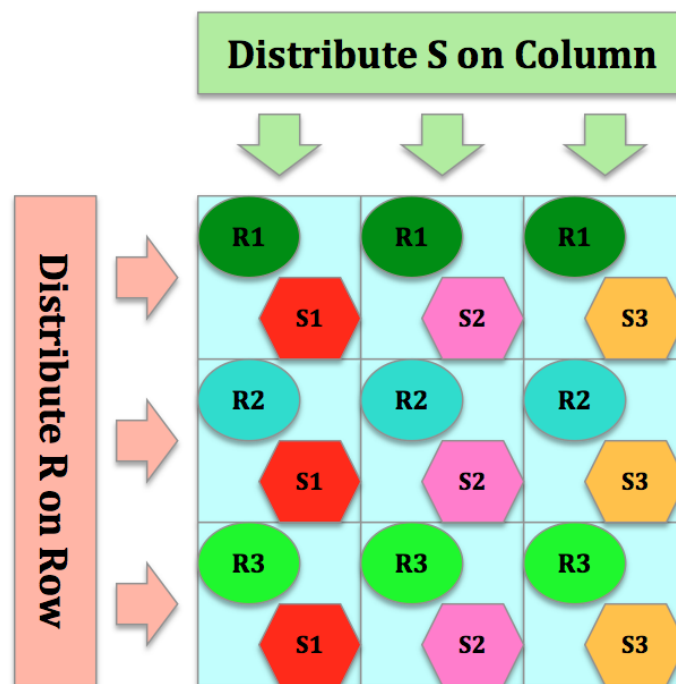 Distribute S on Column
Distribute R on Row
R1 R1 R1
S1 S2 S3
R2 R2 R2
S1 S2 S3
R3 R3 R3
S1 S2 S3